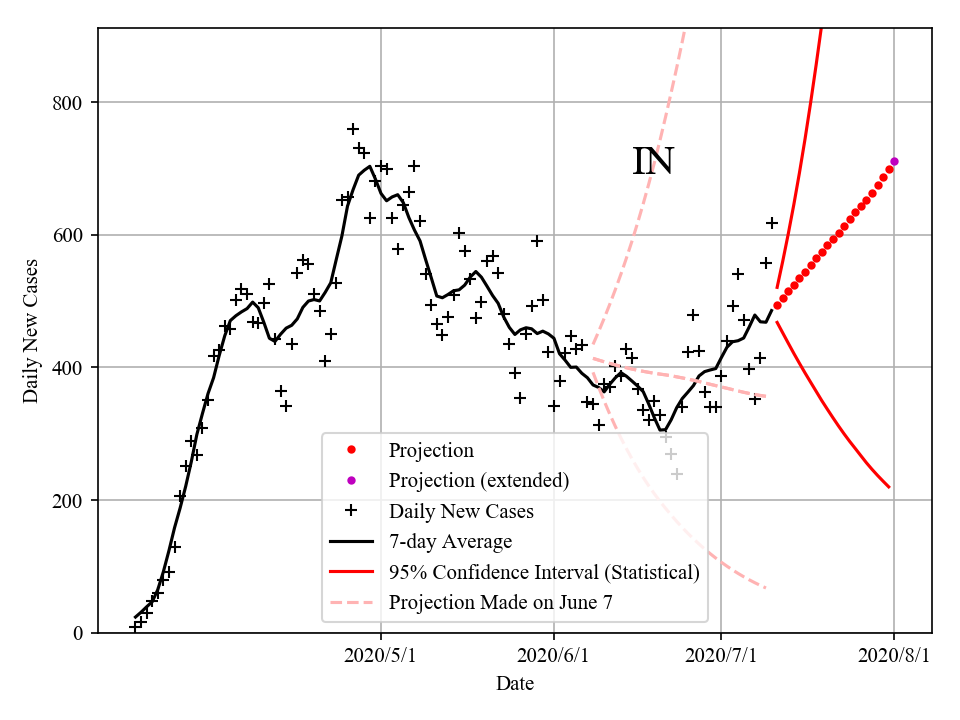 IN
800
600
400
200
0
Daily New Cases
Projection
Projection (extended)
Daily New Cases
7-day Average
95% Confidence Interval (Statistical)
Projection Made on June 7
2020/5/1
2020/6/1
2020/7/1
2020/8/1
Date